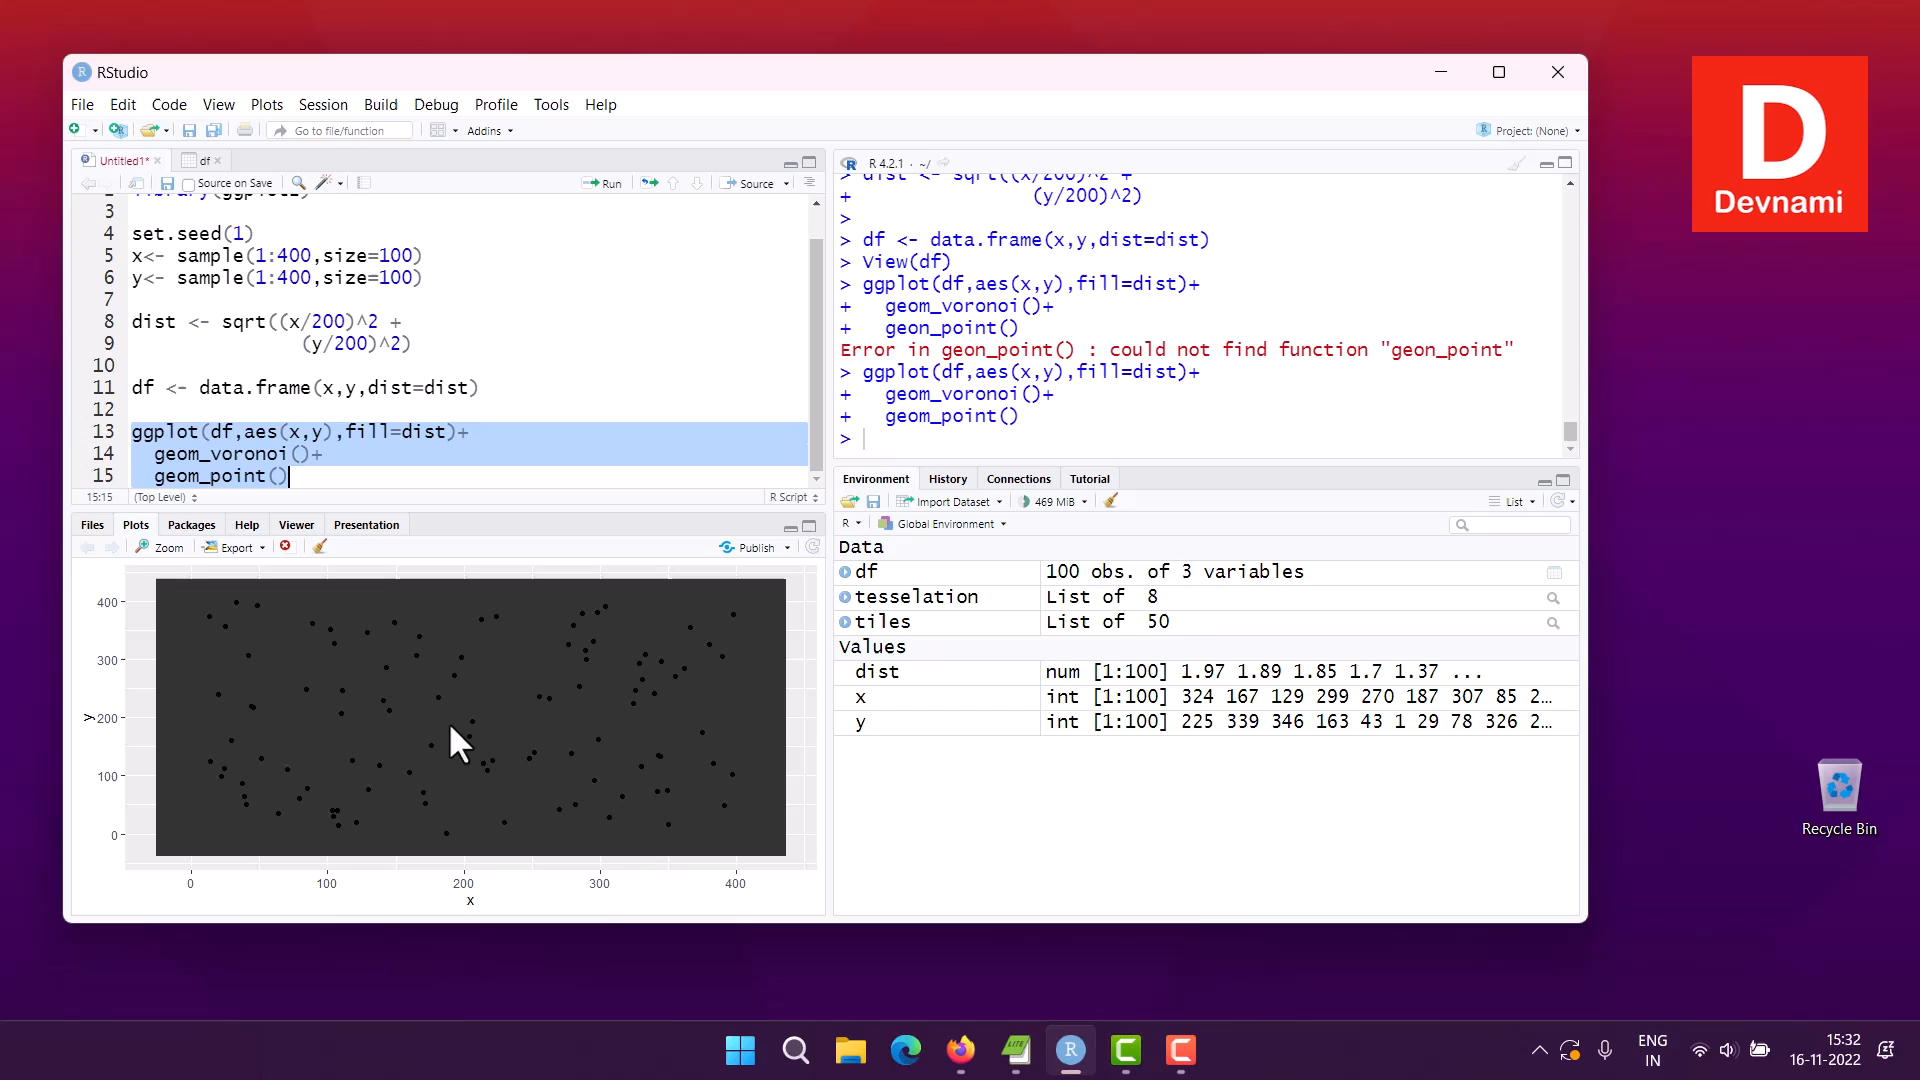 RStudio
File Edit Code View Plots Session Build Debug Profile Tools Help
Go to file/function Addins Project: (None)
Untitled1* df
Source on Save Run Source
3
4 set.seed(1)
5 x<- sample(1:400,size=100)
6 y<- sample(1:400,size=100)
7
8 dist <- sqrt((x/200)^2 +
9 (y/200)^2)
10
11 df <- data.frame(x,y,dist=dist)
12
13 ggplot(df,aes(x,y),fill=dist)+
14 geom_voronoi()+
15 geom_point()
15:15 (Top Level) R Script
Files Plots Packages Help Viewer Presentation
Zoom Export Publish
400
300
200
100
0
y
0 100 200 300 400
x
R 4.2.1 · ~/
> dist <- sqrt((x/200)^2 +
+ (y/200)^2)
>
> df <- data.frame(x,y,dist=dist)
> View(df)
> ggplot(df,aes(x,y),fill=dist)+
+ geom_voronoi()+
+ geon_point()
Error in geon_point() : could not find function "geon_point"
> ggplot(df,aes(x,y),fill=dist)+
+ geom_voronoi()+
+ geom_point()
>
Environment History Connections Tutorial
Import Dataset 469 MiB List
R Global Environment
Data
df 100 obs. of 3 variables
tesselation List of 8
tiles List of 50
Values
dist num [1:100] 1.97 1.89 1.85 1.7 1.37 ...
x int [1:100] 324 167 129 299 270 187 307 85 2...
y int [1:100] 225 339 346 163 43 1 29 78 326 2...
D
Devnami
Recycle Bin
LITE
R
C
C
ENG
IN
15:32
16-11-2022